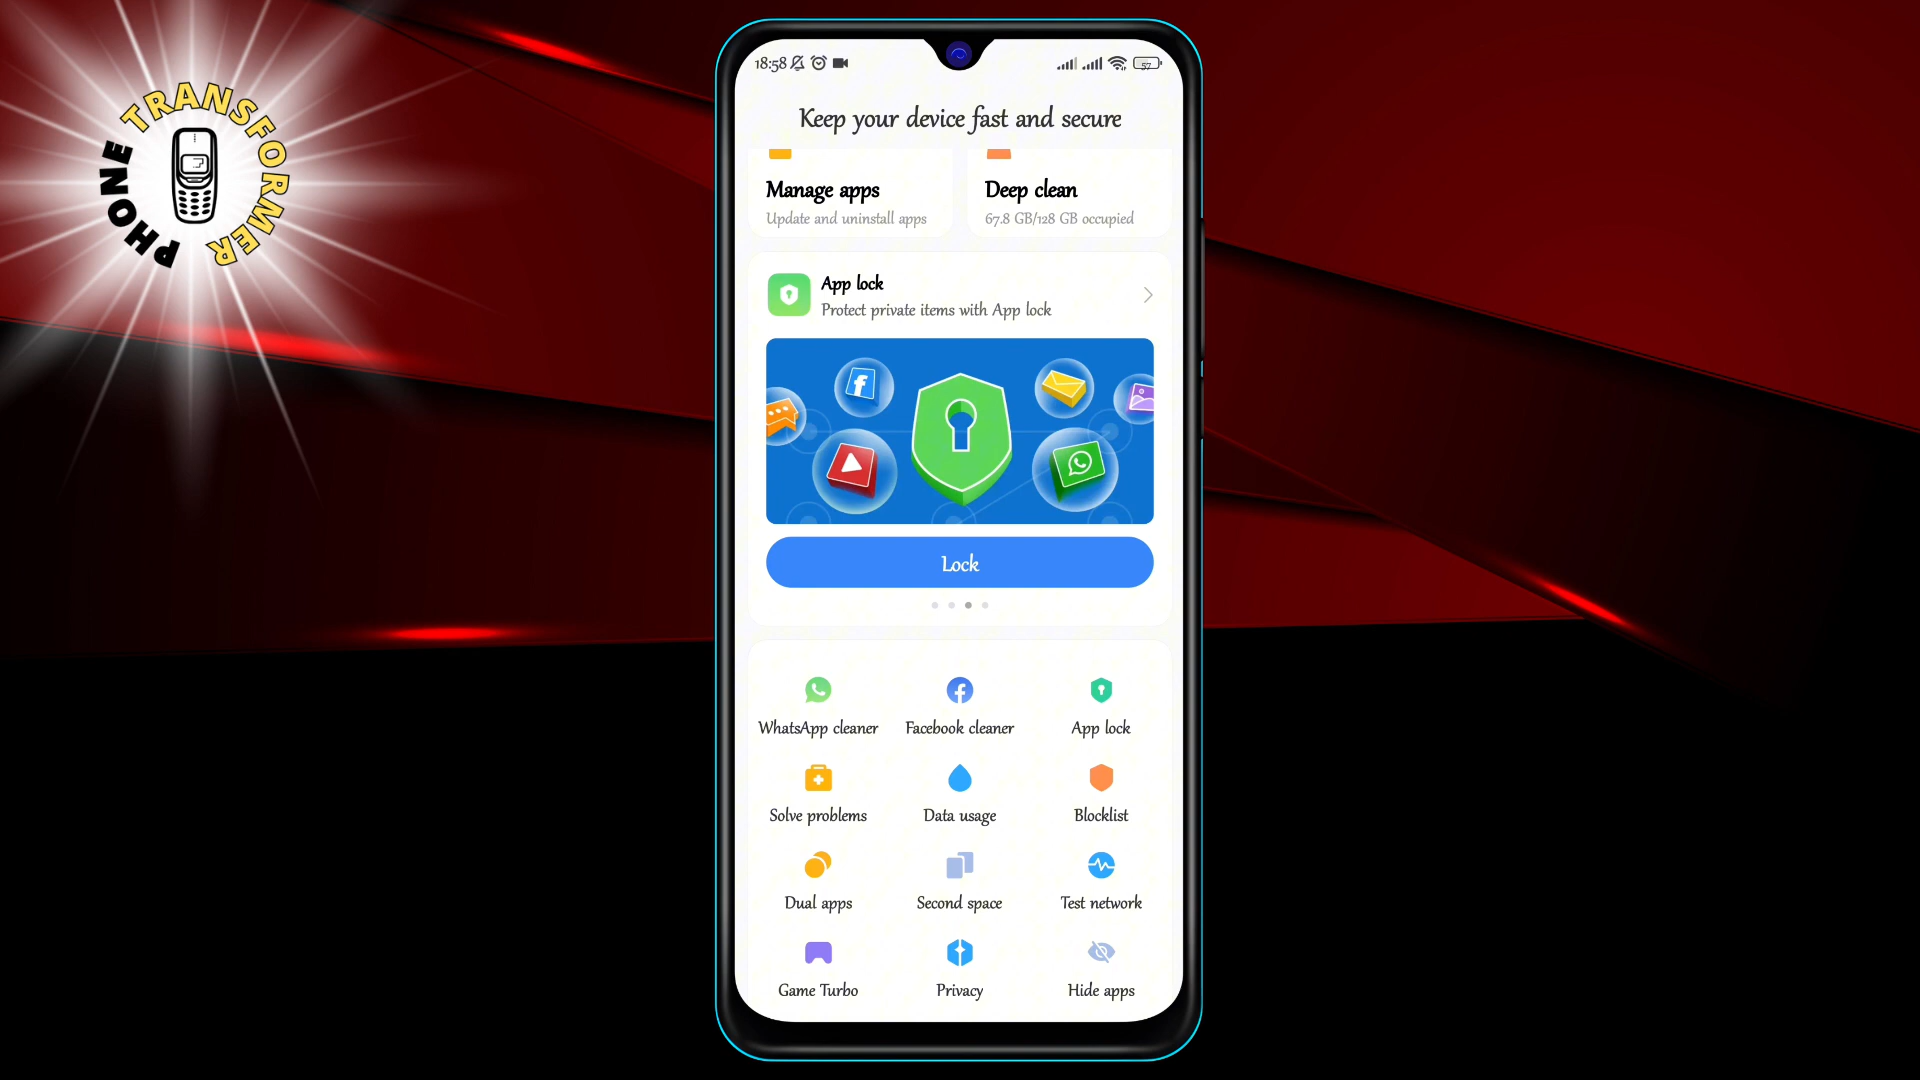 PHONE TRANSFORMER
18:58
57
Keep your device fast and secure
Manage apps
Update and uninstall apps
Deep clean
67.8 GB/128 GB occupied
App lock
Protect private items with App lock
Lock
WhatsApp cleaner
Facebook cleaner
App lock
Solve problems
Data usage
Blocklist
Dual apps
Second space
Test network
Game Turbo
Privacy
Hide apps